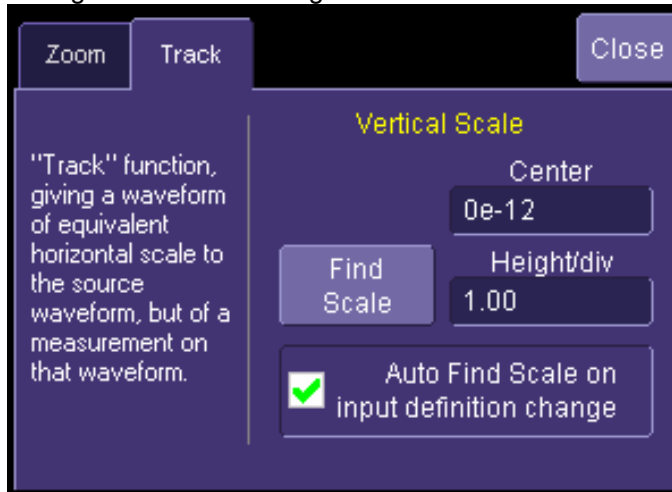 Zoom
Track
Close
"Track" function,
giving a waveform
of equivalent
horizontal scale to
the source
waveform, but of a
measurement on
that waveform.
Vertical Scale
Center
0e-12
Find
Scale
Height/div
1.00
Auto Find Scale on
input definition change